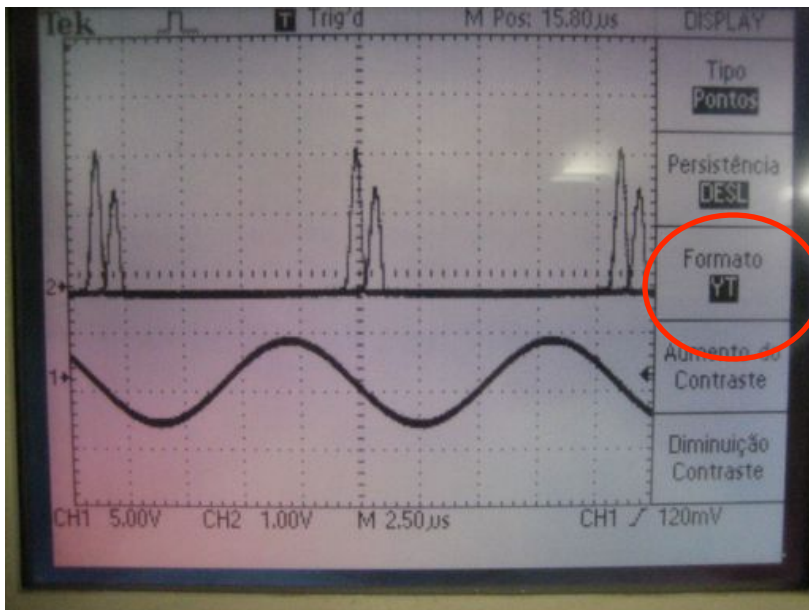 Tek T Trig'd M Pos: 15.80µs DISPLAY
Tipo
Pontos
Persistência
DESL
Formato
YT
Aumento do
Contraste
Diminuição
Contraste
2
1
CH1 5.00V CH2 1.00V M 2.50µs CH1 120mV